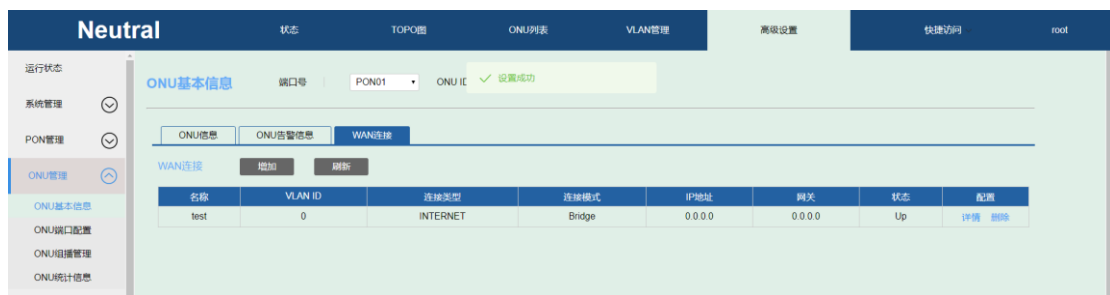 Neutral 状态 TOPO图 ONU列表 VLAN管理 高级设置 快捷访问 root
运行状态
系统管理
PON管理
ONU管理
ONU基本信息
ONU端口配置
ONU组播管理
ONU统计信息
ONU基本信息 端口号 PON01 ONU ID
设置成功
ONU信息 ONU告警信息 WAN连接
WAN连接 增加 刷新
名称 VLAN ID 连接类型 连接模式 IP地址 网关 状态 配置
test 0 INTERNET Bridge 0.0.0.0 0.0.0.0 Up 详情 删除